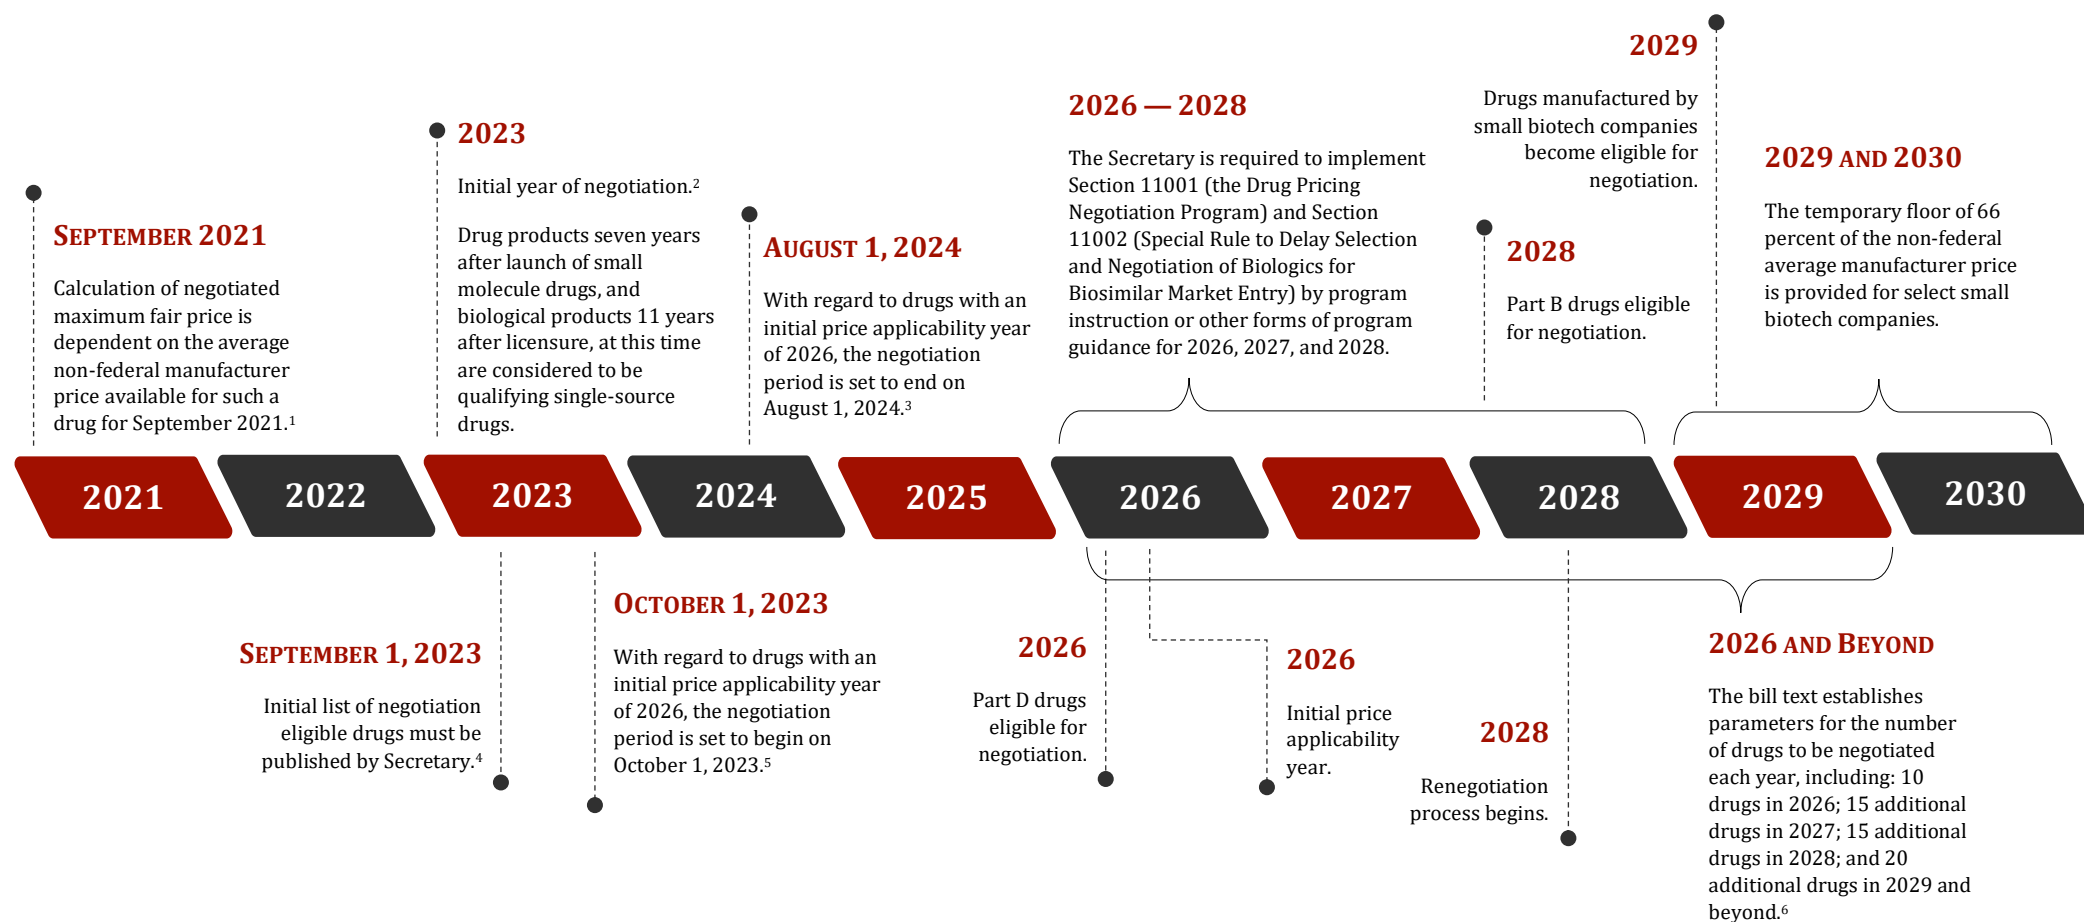 SEPTEMBER 2021
Calculation of negotiated
maximum fair price is
dependent on the average
non-federal manufacturer
price available for such a
drug for September 2021.¹
2023
Initial year of negotiation.²
Drug products seven years
after launch of small
molecule drugs, and
biological products 11 years
after licensure, at this time
are considered to be
qualifying single-source
drugs.
AUGUST 1, 2024
With regard to drugs with an
initial price applicability year
of 2026, the negotiation
period is set to end on
August 1, 2024.³
2026 — 2028
The Secretary is required to implement
Section 11001 (the Drug Pricing
Negotiation Program) and Section
11002 (Special Rule to Delay Selection
and Negotiation of Biologics for
Biosimilar Market Entry) by program
instruction or other forms of program
guidance for 2026, 2027, and 2028.
2028
Part B drugs eligible
for negotiation.
2029
Drugs manufactured by
small biotech companies
become eligible for
negotiation.
2029 AND 2030
The temporary floor of 66
percent of the non-federal
average manufacturer price
is provided for select small
biotech companies.
2021
2022
2023
2024
2025
2026
2027
2028
2029
2030
SEPTEMBER 1, 2023
Initial list of negotiation
eligible drugs must be
published by Secretary.⁴
OCTOBER 1, 2023
With regard to drugs with an
initial price applicability year
of 2026, the negotiation
period is set to begin on
October 1, 2023.⁵
2026
Part D drugs
eligible for
negotiation.
2026
Initial price
applicability
year.
2028
Renegotiation
process begins.
2026 AND BEYOND
The bill text establishes
parameters for the number
of drugs to be negotiated
each year, including: 10
drugs in 2026; 15 additional
drugs in 2027; 15 additional
drugs in 2028; and 20
additional drugs in 2029 and
beyond.⁶